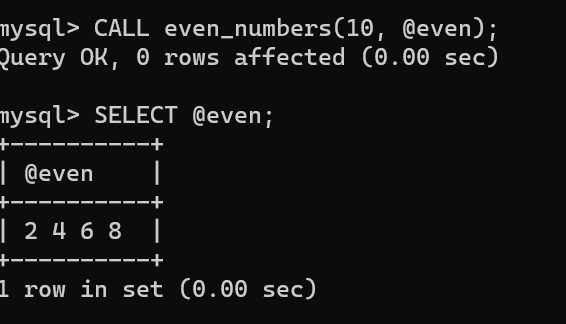 mysql> CALL even_numbers(10, @even);
Query OK, 0 rows affected (0.00 sec)
mysql> SELECT @even;
+----------+
| @even    |
+----------+
| 2 4 6 8  |
+----------+
1 row in set (0.00 sec)